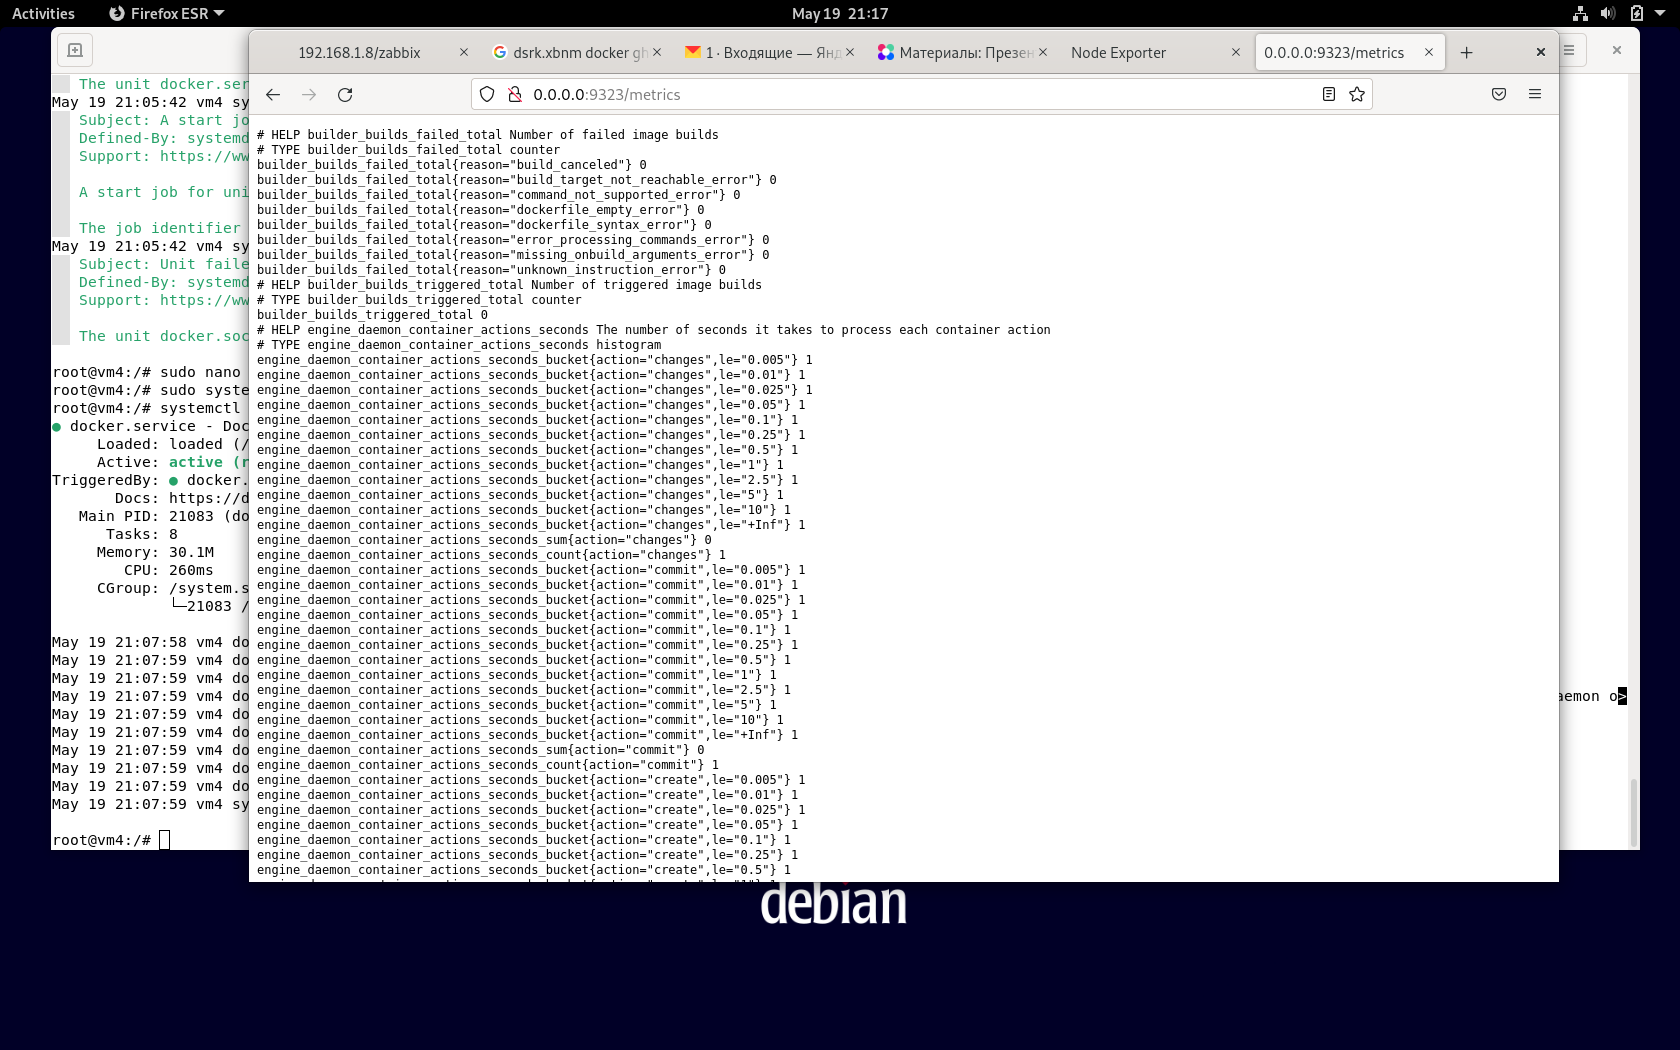 Activities
Firefox ESR
May 19 21:17
192.168.1.8/zabbix
dsrk.xbnm docker gh
1 · Входящие — Янд
Материалы: Презен
Node Exporter
0.0.0.0:9323/metrics
0.0.0.0:9323/metrics
The unit docker.ser
May 19 21:05:42 vm4 sy
Subject: A start jo
Defined-By: systemd
Support: https://ww
A start job for uni
The job identifier
May 19 21:05:42 vm4 sy
Subject: Unit faile
Defined-By: systemd
Support: https://ww
The unit docker.soc
root@vm4:/# sudo nano
root@vm4:/# sudo syste
root@vm4:/# systemctl
● docker.service - Doc
Loaded: loaded (/
Active: active (r
TriggeredBy: ● docker.
Docs: https://d
Main PID: 21083 (do
Tasks: 8
Memory: 30.1M
CPU: 260ms
CGroup: /system.s
└─21083 /
May 19 21:07:58 vm4 do
May 19 21:07:59 vm4 do
May 19 21:07:59 vm4 do
May 19 21:07:59 vm4 do
May 19 21:07:59 vm4 do
May 19 21:07:59 vm4 do
May 19 21:07:59 vm4 do
May 19 21:07:59 vm4 do
May 19 21:07:59 vm4 do
May 19 21:07:59 vm4 sy
root@vm4:/#
# HELP builder_builds_failed_total Number of failed image builds
# TYPE builder_builds_failed_total counter
builder_builds_failed_total{reason="build_canceled"} 0
builder_builds_failed_total{reason="build_target_not_reachable_error"} 0
builder_builds_failed_total{reason="command_not_supported_error"} 0
builder_builds_failed_total{reason="dockerfile_empty_error"} 0
builder_builds_failed_total{reason="dockerfile_syntax_error"} 0
builder_builds_failed_total{reason="error_processing_commands_error"} 0
builder_builds_failed_total{reason="missing_onbuild_arguments_error"} 0
builder_builds_failed_total{reason="unknown_instruction_error"} 0
# HELP builder_builds_triggered_total Number of triggered image builds
# TYPE builder_builds_triggered_total counter
builder_builds_triggered_total 0
# HELP engine_daemon_container_actions_seconds The number of seconds it takes to process each container action
# TYPE engine_daemon_container_actions_seconds histogram
engine_daemon_container_actions_seconds_bucket{action="changes",le="0.005"} 1
engine_daemon_container_actions_seconds_bucket{action="changes",le="0.01"} 1
engine_daemon_container_actions_seconds_bucket{action="changes",le="0.025"} 1
engine_daemon_container_actions_seconds_bucket{action="changes",le="0.05"} 1
engine_daemon_container_actions_seconds_bucket{action="changes",le="0.1"} 1
engine_daemon_container_actions_seconds_bucket{action="changes",le="0.25"} 1
engine_daemon_container_actions_seconds_bucket{action="changes",le="0.5"} 1
engine_daemon_container_actions_seconds_bucket{action="changes",le="1"} 1
engine_daemon_container_actions_seconds_bucket{action="changes",le="2.5"} 1
engine_daemon_container_actions_seconds_bucket{action="changes",le="5"} 1
engine_daemon_container_actions_seconds_bucket{action="changes",le="10"} 1
engine_daemon_container_actions_seconds_bucket{action="changes",le="+Inf"} 1
engine_daemon_container_actions_seconds_sum{action="changes"} 0
engine_daemon_container_actions_seconds_count{action="changes"} 1
engine_daemon_container_actions_seconds_bucket{action="commit",le="0.005"} 1
engine_daemon_container_actions_seconds_bucket{action="commit",le="0.01"} 1
engine_daemon_container_actions_seconds_bucket{action="commit",le="0.025"} 1
engine_daemon_container_actions_seconds_bucket{action="commit",le="0.05"} 1
engine_daemon_container_actions_seconds_bucket{action="commit",le="0.1"} 1
engine_daemon_container_actions_seconds_bucket{action="commit",le="0.25"} 1
engine_daemon_container_actions_seconds_bucket{action="commit",le="0.5"} 1
engine_daemon_container_actions_seconds_bucket{action="commit",le="1"} 1
engine_daemon_container_actions_seconds_bucket{action="commit",le="2.5"} 1
engine_daemon_container_actions_seconds_bucket{action="commit",le="5"} 1
engine_daemon_container_actions_seconds_bucket{action="commit",le="10"} 1
engine_daemon_container_actions_seconds_bucket{action="commit",le="+Inf"} 1
engine_daemon_container_actions_seconds_sum{action="commit"} 0
engine_daemon_container_actions_seconds_count{action="commit"} 1
engine_daemon_container_actions_seconds_bucket{action="create",le="0.005"} 1
engine_daemon_container_actions_seconds_bucket{action="create",le="0.01"} 1
engine_daemon_container_actions_seconds_bucket{action="create",le="0.025"} 1
engine_daemon_container_actions_seconds_bucket{action="create",le="0.05"} 1
engine_daemon_container_actions_seconds_bucket{action="create",le="0.1"} 1
engine_daemon_container_actions_seconds_bucket{action="create",le="0.25"} 1
engine_daemon_container_actions_seconds_bucket{action="create",le="0.5"} 1
aemon o>
debian